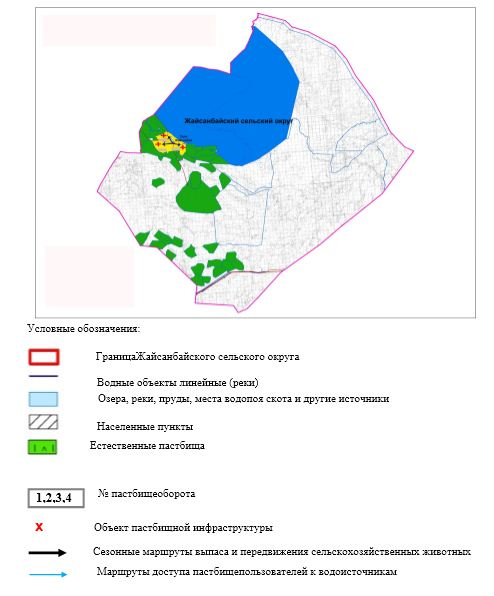 Жайсанбайский сельский округ
Условные обозначения:
ГраницаЖайсанбайского сельского округа
Водные объекты линейные (реки)
Озера, реки, пруды, места водопоя скота и другие источники
Населенные пункты
Естественные пастбища
1,2,3,4 № пастбищеоборота
X Объект пастбищной инфраструктуры
Сезонные маршруты выпаса и передвижения сельскохозяйственных животных
Маршруты доступа пастбищепользователей к водоисточникам